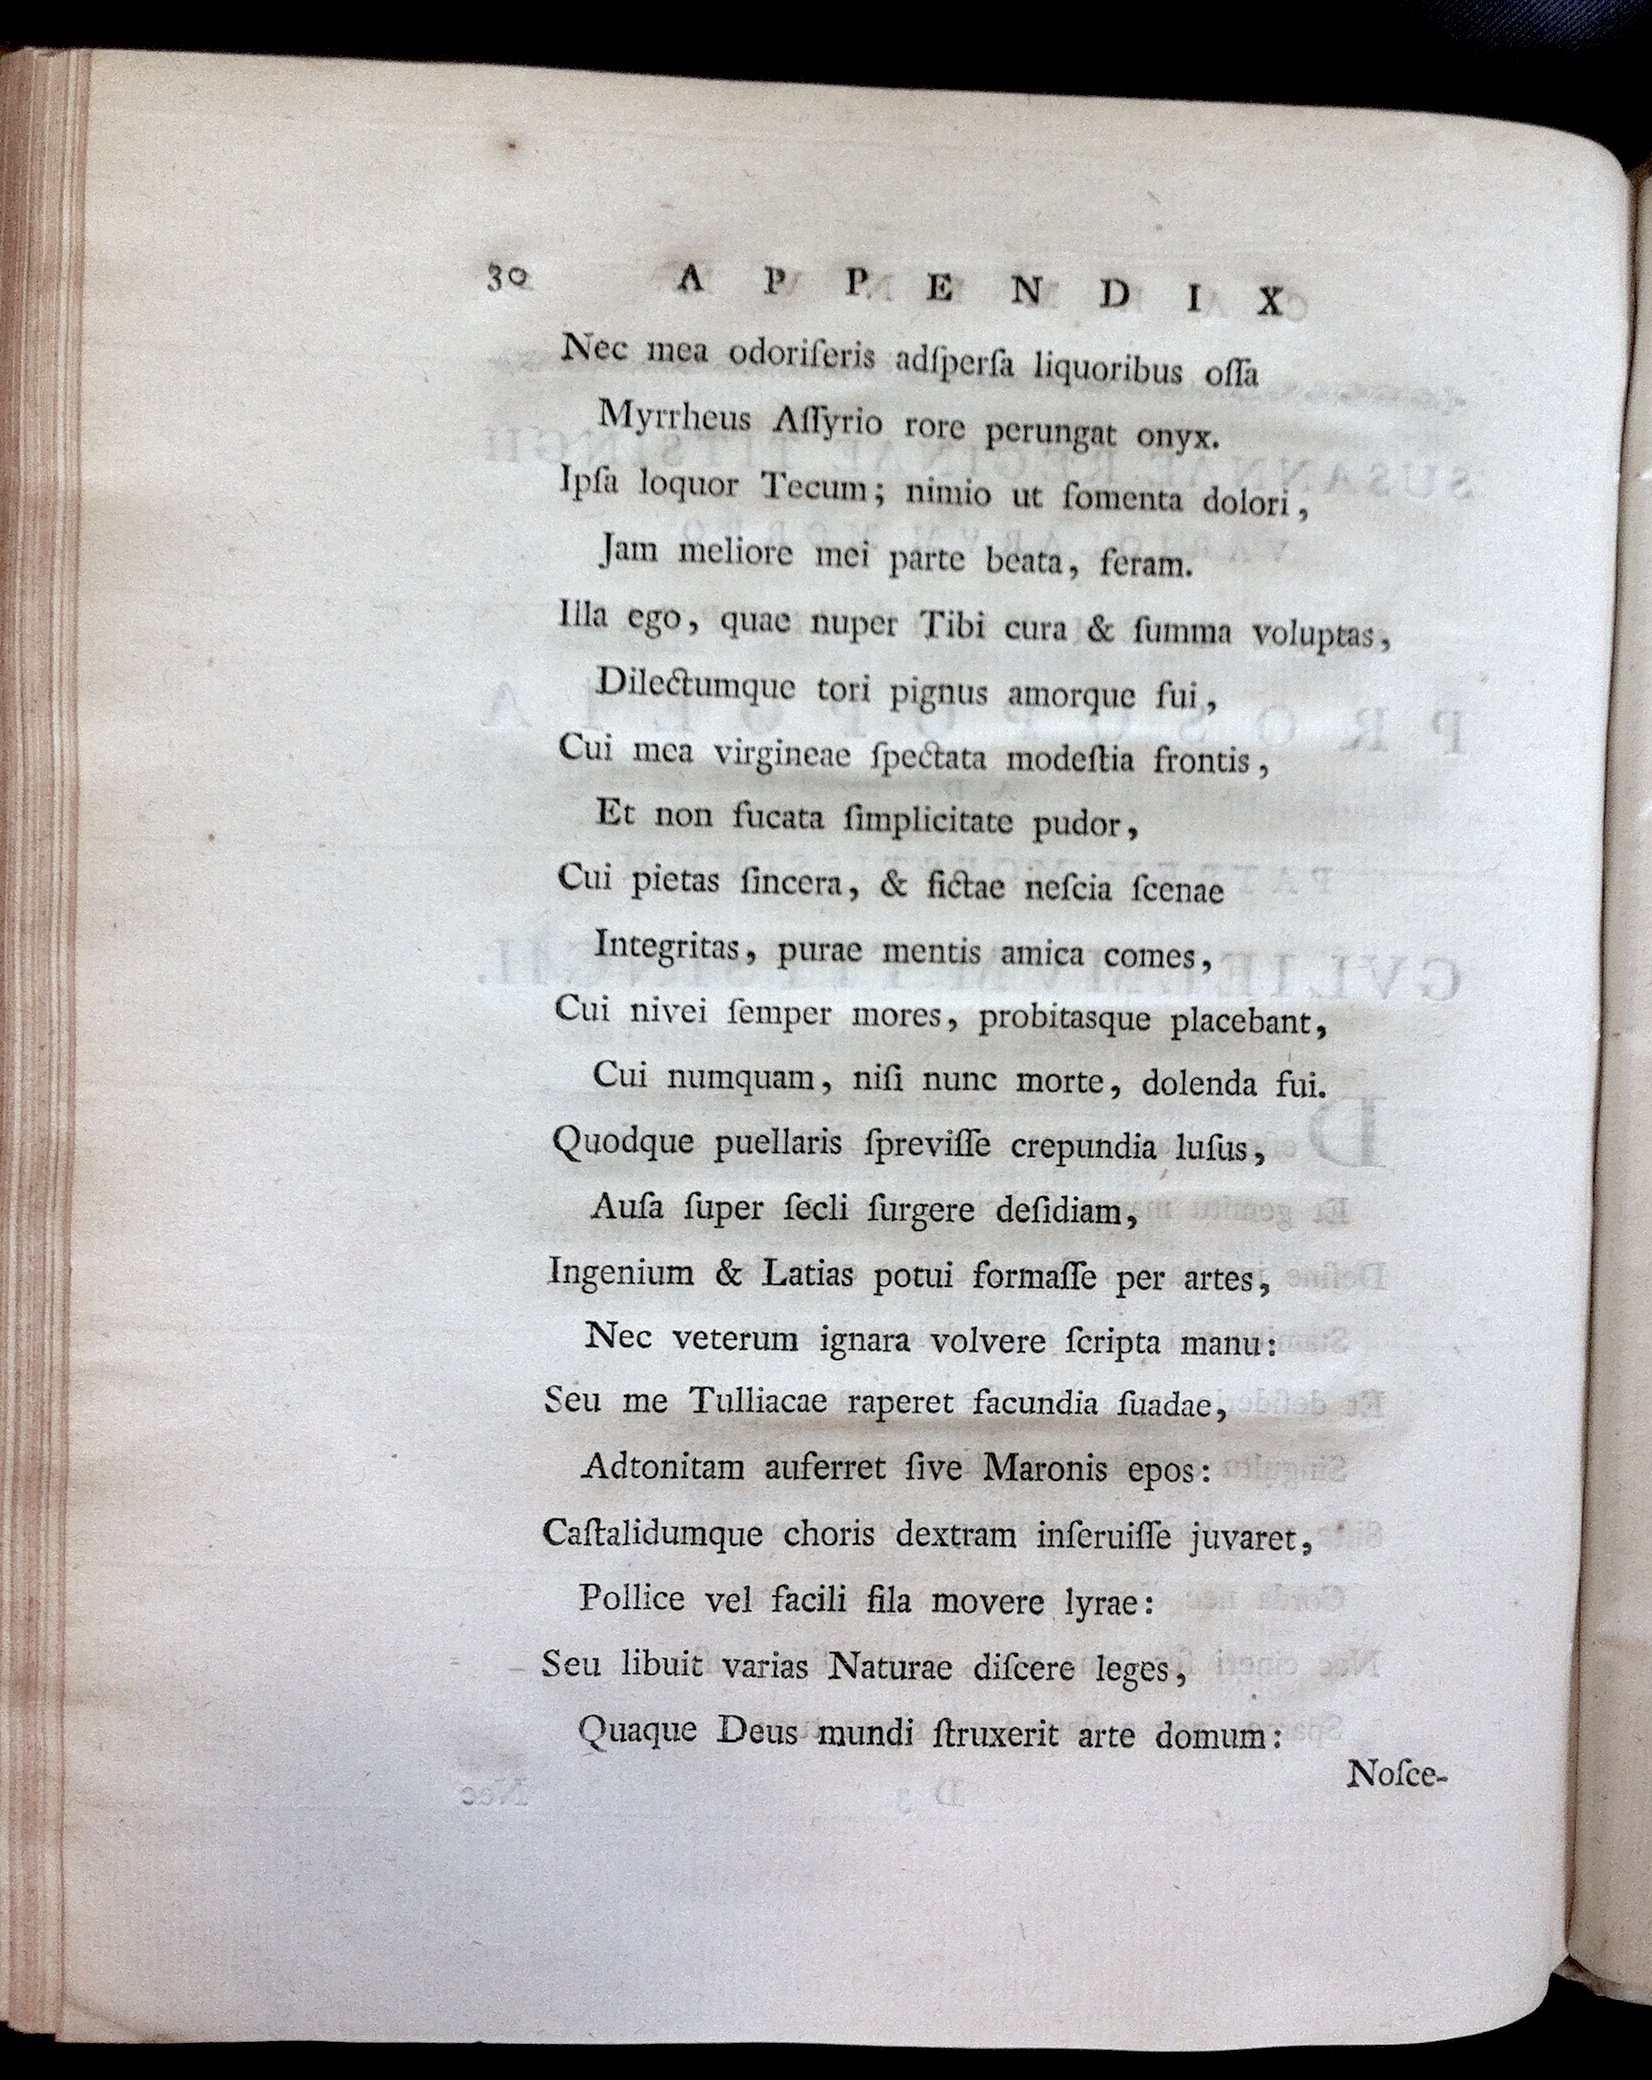 30 APPENDIX
Nec mea odoriferis adſperſa liquoribus oſſa
Myrrheus Aſſyrio rore perungat onyx.
Ipſa loquor Tecum; nimio ut fomenta dolori,
Jam meliore mei parte beata, feram.
Illa ego, quae nuper Tibi cura & ſumma voluptas,
Dilectumque tori pignus amorque fui,
Cui mea virgineae ſpectata modeſtia frontis,
Et non fucata ſimplicitate pudor,
Cui pietas ſincera, & fictae neſcia ſcenae
Integritas, purae mentis amica comes,
Cui nivei ſemper mores, probitasque placebant,
Cui numquam, niſi nunc morte, dolenda fui.
Quodque puellaris ſpreviſſe crepundia luſus,
Auſa ſuper ſecli ſurgere deſidiam,
Ingenium & Latias potui formaſſe per artes,
Nec veterum ignara volvere ſcripta manu:
Seu me Tulliacae raperet facundia ſuadae,
Adtonitam auferret ſive Maronis epos:
Caſtalidumque choris dextram inſeruiſſe juvaret,
Pollice vel facili fila movere lyrae:
Seu libuit varias Naturae diſcere leges,
Quaque Deus mundi ſtruxerit arte domum:
Noſce-